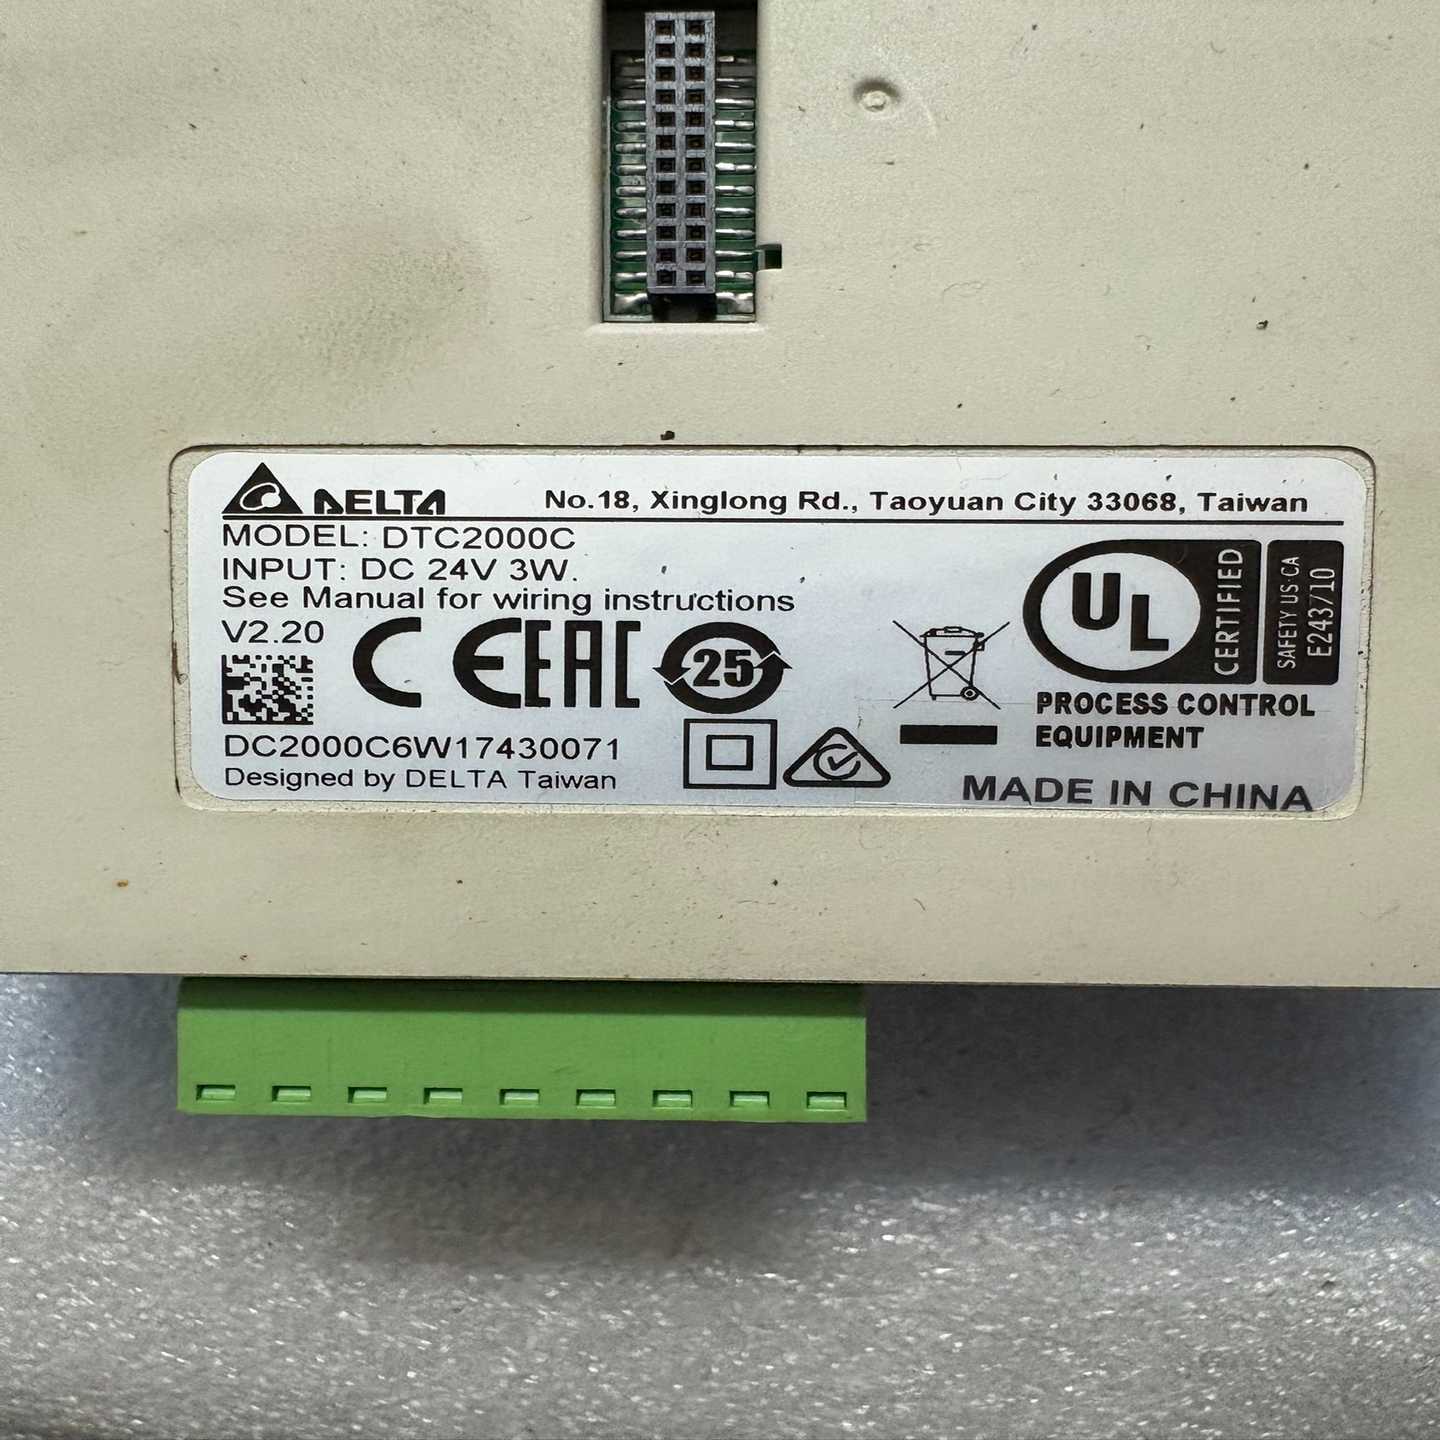 DELTA No.18, Xinglong Rd., Taoyuan City 33068, Taiwan
MODEL: DTC2000C
INPUT: DC 24V 3W.
See Manual for wiring instructions
V2.20
CE EAC 25
UL CERTIFIED
SAFETY US·CA
E243710
PROCESS CONTROL
EQUIPMENT
DC2000C6W17430071
Designed by DELTA Taiwan
MADE IN CHINA